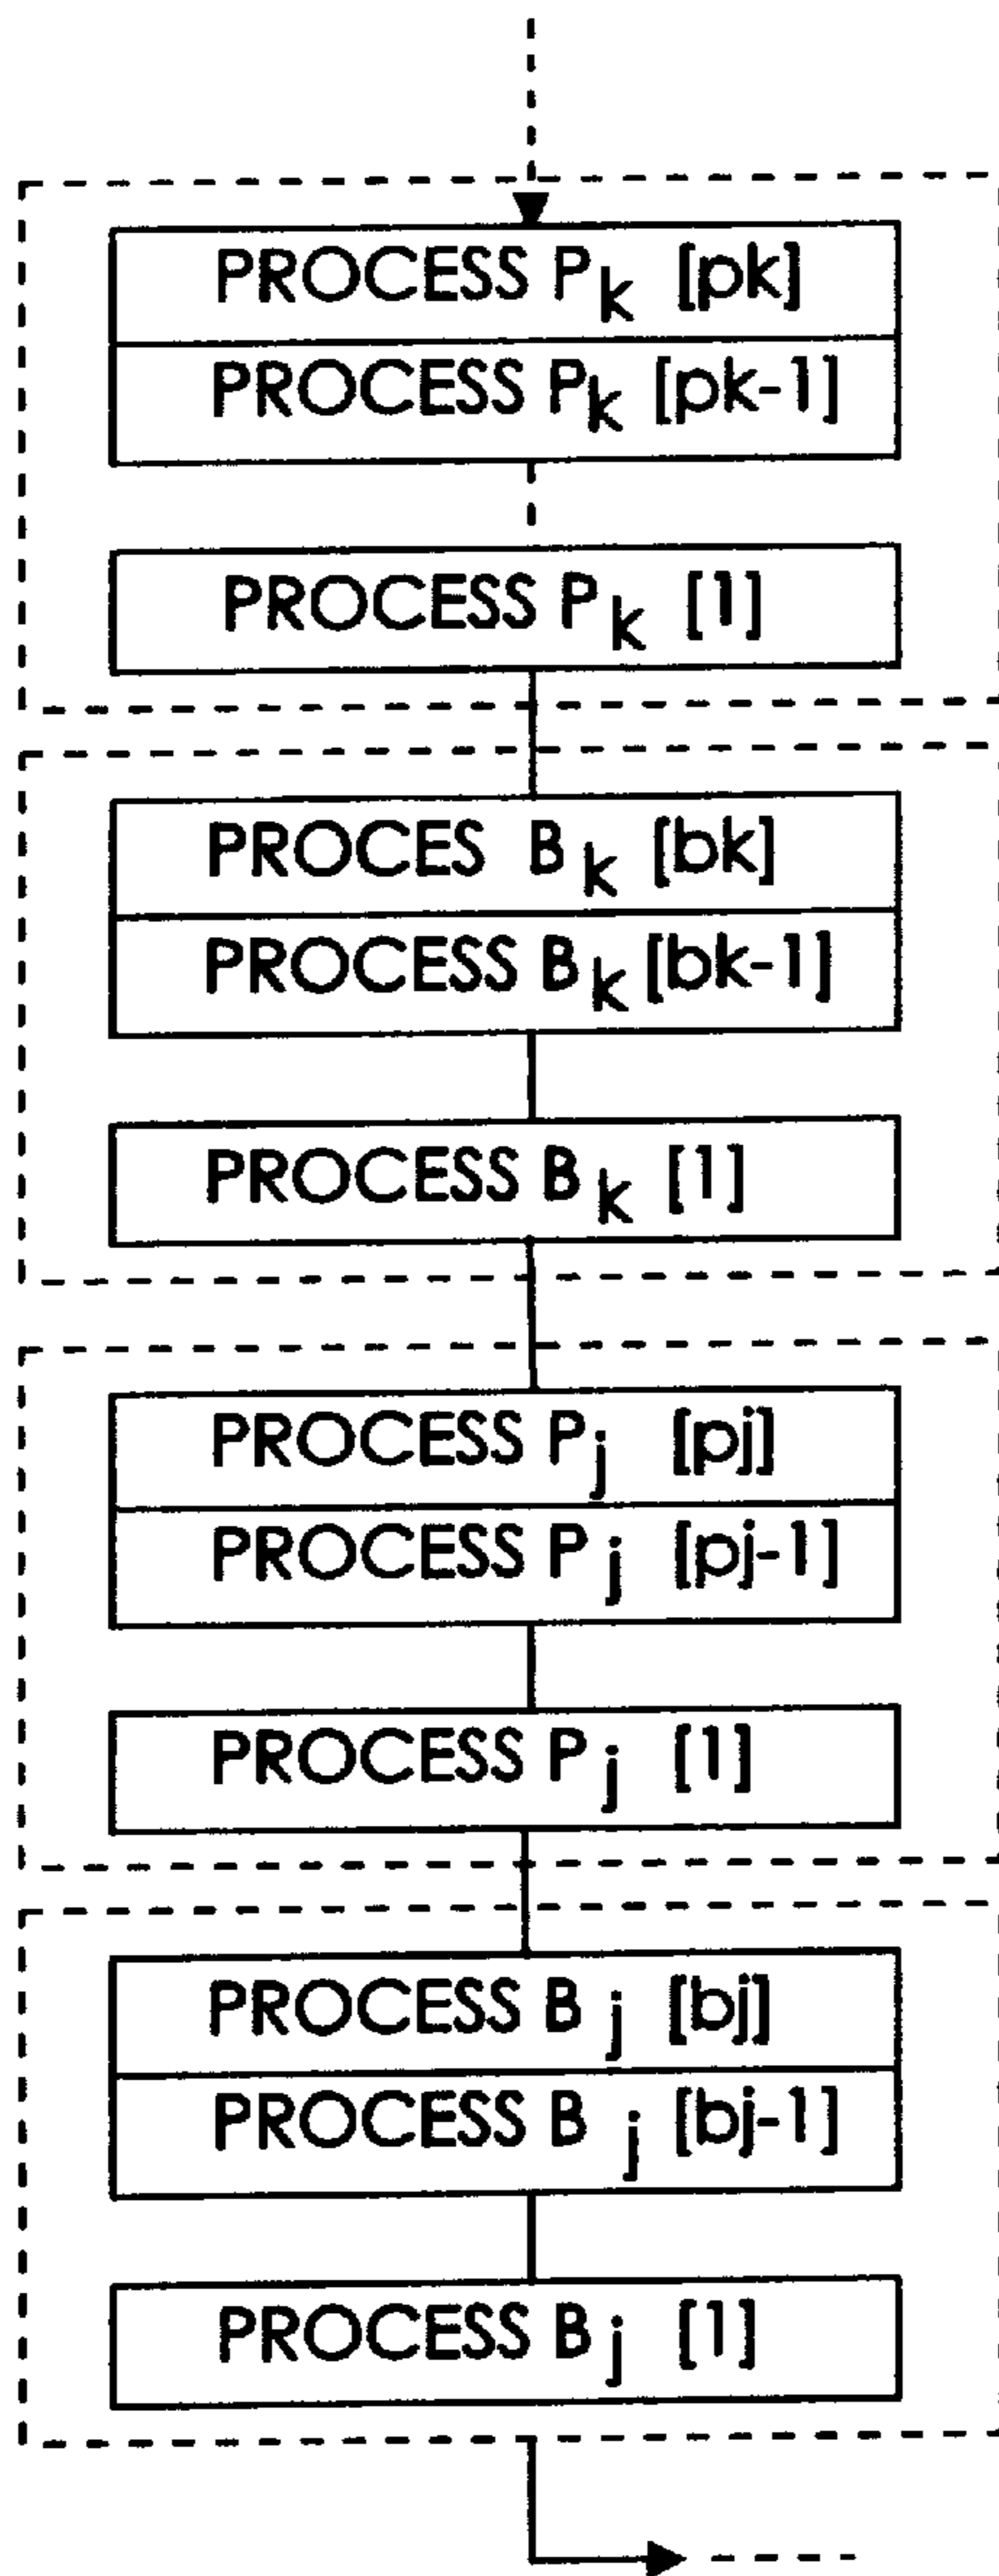 PROCESS Pk [pk]
PROCESS Pk [pk-1]
PROCESS Pk [1]
PROCES Bk [bk]
PROCESS Bk [bk-1]
PROCESS Bk [1]
PROCESS Pj [pj]
PROCESS Pj [pj-1]
PROCESS Pj [1]
PROCESS Bj [bj]
PROCESS Bj [bj-1]
PROCESS Bj [1]